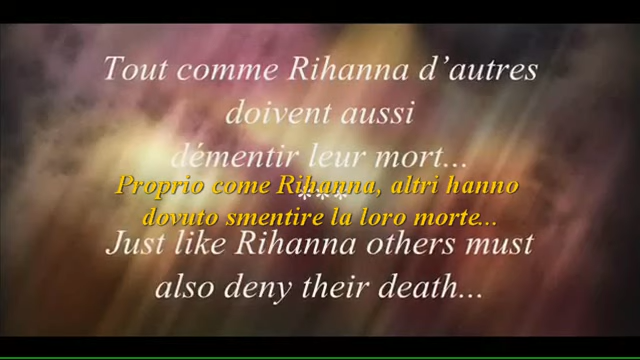 Tout comme Rihanna d'autres
doivent aussi
démentir leur mort...
Proprio come Rihanna, altri hanno
***
dovuto smentire la loro morte...
Just like Rihanna others must
also deny their death...